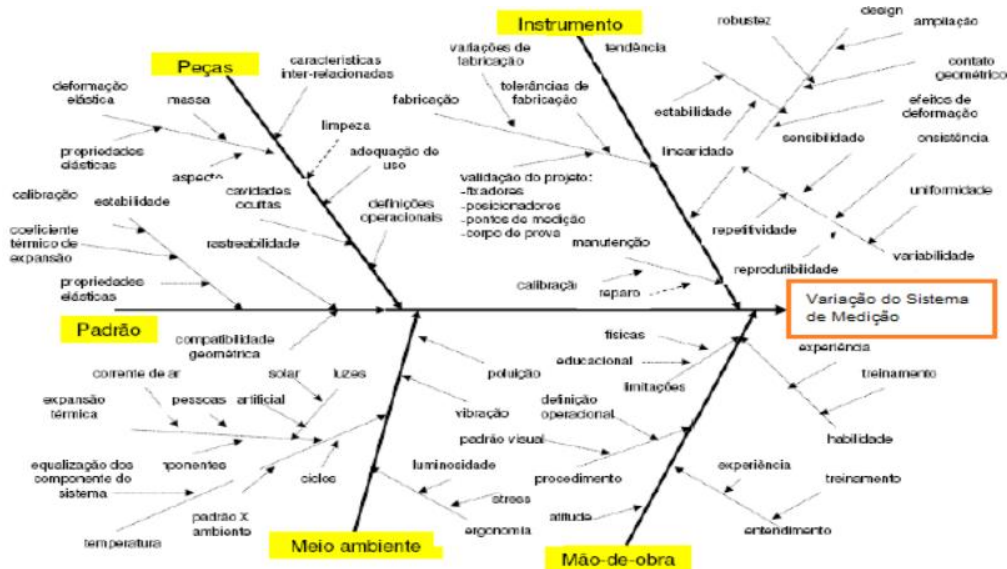 Instrumento
design
robustez
ampliação
tendência
variações de
fabricação
características
inter-relacionadas
Peças
contato
geométrico
deformação
elástica
massa
tolerâncias de
fabricação
fabricação
estabilidade
efeitos de
deformação
limpeza
sensibilidade
onsistência
propriedades
elásticas
adequação de
uso
linearidade
aspecto
validação do projeto:
-fixadores
-posicionadores
-pontos de medição
-corpo de prova
cavidades
ocultas
uniformidade
calibração
estabilidade
definições
operacionais
repetitividade
coeficiente
térmico de
expansão
rastreabilidade
manutenção
variabilidade
reprodutibilidade
propriedades
elásticas
calibraçã
reparo
Variação do Sistema
de Medição
Padrão
físicas
compatibilidade
geométrica
experiência
educacional
poluição
corrente de ar
solar
luzes
treinamento
limitações
expansão
térmica
pessoas
artificial
definição
operacional
vibração
padrão visual
habilidade
equalização dos
componente do
sistema
nponentes
ciclos
luminosidade
procedimento
experiência
treinamento
stress
padrão X
ambiente
atitude
ergonomia
entendimento
temperatura
Meio ambiente
Mão-de-obra